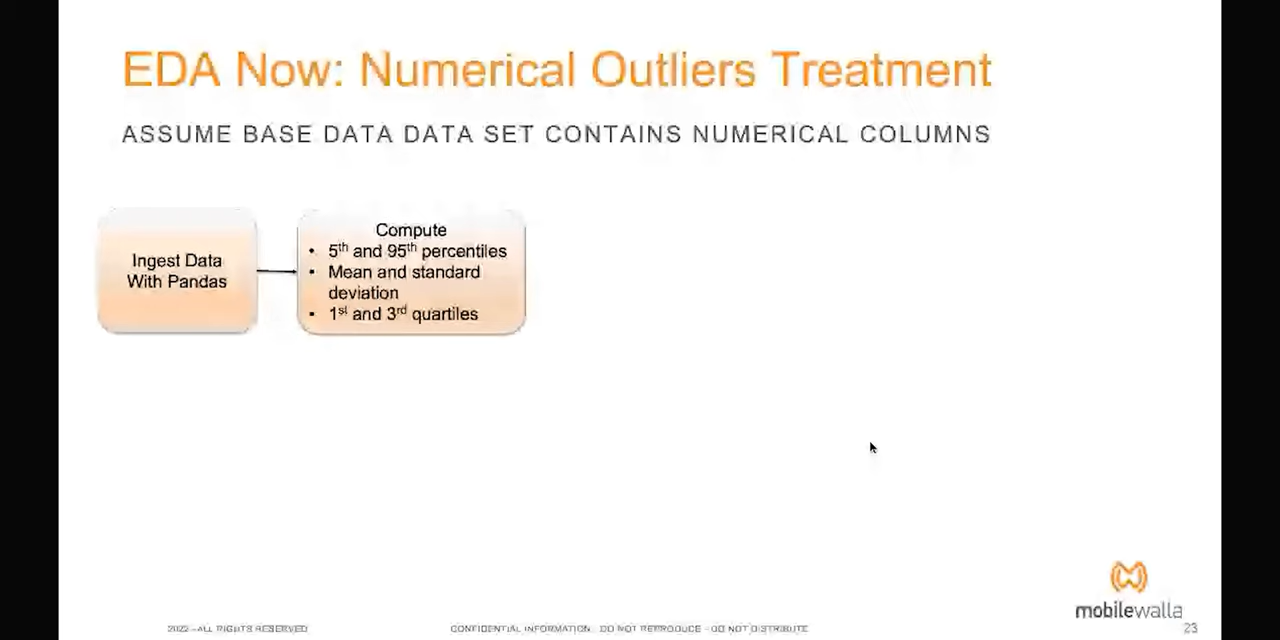 EDA Now: Numerical Outliers Treatment
ASSUME BASE DATA DATA SET CONTAINS NUMERICAL COLUMNS
Ingest Data
With Pandas
Compute
• 5th and 95th percentiles
• Mean and standard
deviation
• 1st and 3rd quartiles
mobilewalla
2022 - ALL RIGHTS RESERVED
CONFIDENTIAL INFORMATION - DO NOT REPRODUCE - DO NOT DISTRIBUTE
23